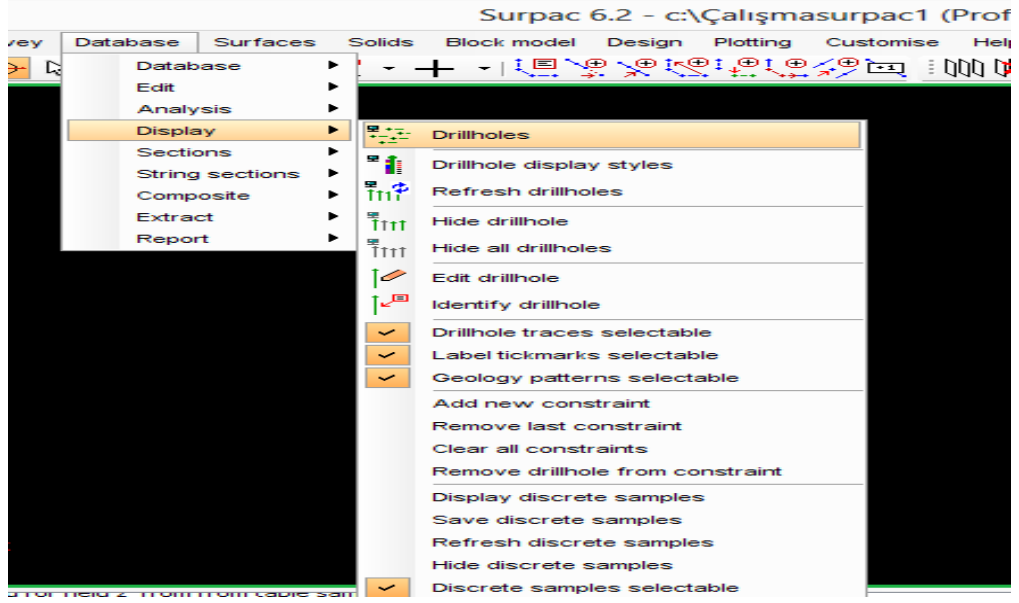 Surpac 6.2 - c:\Çalışmasurpac1 (Prof
vey Database Surfaces Solids Block model Design Plotting Customise Help
Database
Edit
Analysis
Display
Sections
String sections
Composite
Extract
Report
Drillholes
Drillhole display styles
Refresh drillholes
Hide drillhole
Hide all drillholes
Edit drillhole
Identify drillhole
Drillhole traces selectable
Label tickmarks selectable
Geology patterns selectable
Add new constraint
Remove last constraint
Clear all constraints
Remove drillhole from constraint
Display discrete samples
Save discrete samples
Refresh discrete samples
Hide discrete samples
Discrete samples selectable